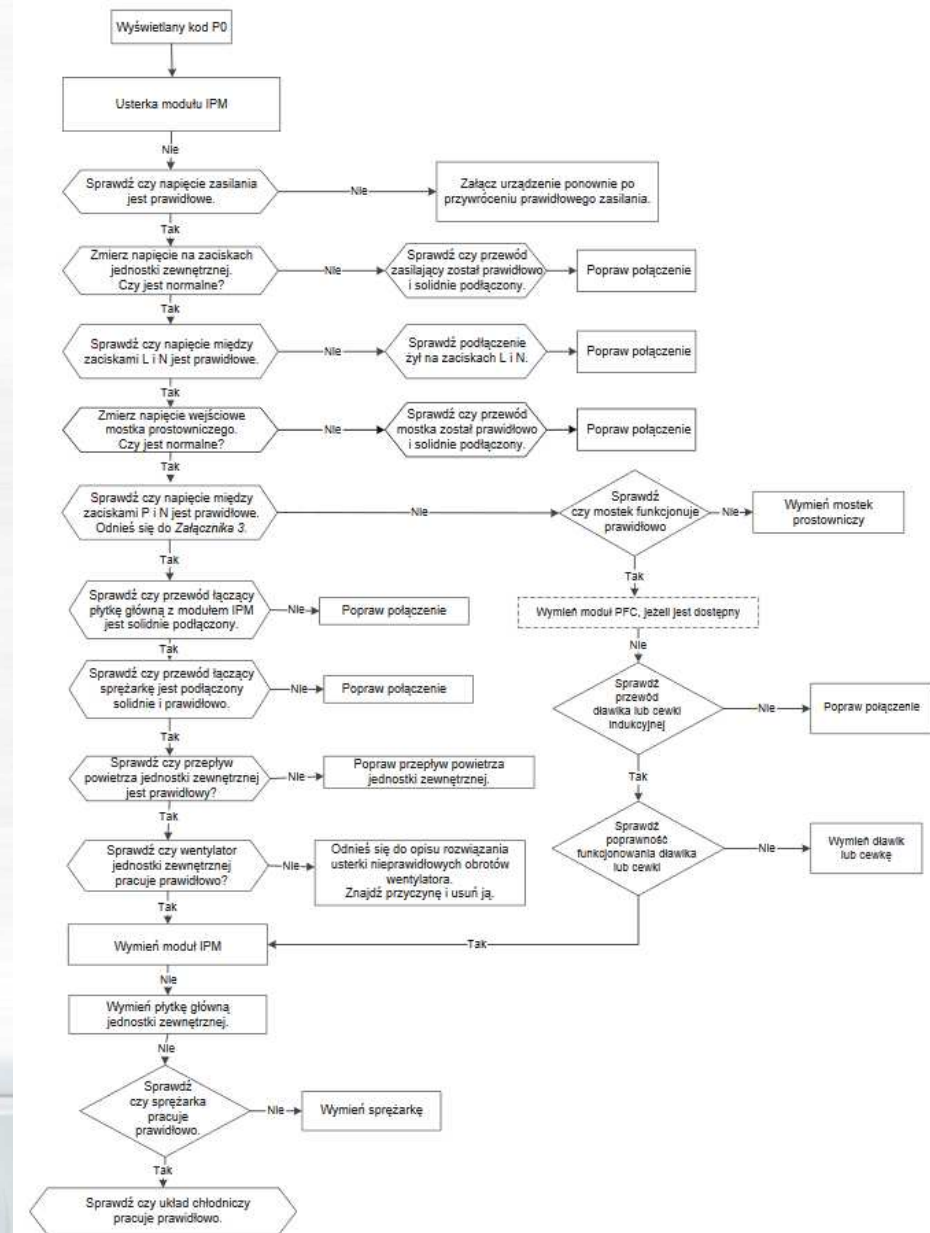 Wyświetlany kod P0
Usterka modułu IPM
Nie
Sprawdź czy napięcie zasilania
jest prawidłowe.
Nie
Załącz urządzenie ponownie po
przywróceniu prawidłowego zasilania.
Tak
Zmierz napięcie na zaciskach
jednostki zewnętrznej.
Czy jest normalne?
Nie
Sprawdź czy przewód
zasilający został prawidłowo
i solidnie podłączony.
Popraw połączenie
Tak
Sprawdź czy napięcie między
zaciskami L i N jest prawidłowe.
Nie
Sprawdź podłączenie
żył na zaciskach L i N.
Popraw połączenie
Tak
Zmierz napięcie wejściowe
mostka prostowniczego.
Czy jest normalne?
Nie
Sprawdź czy przewód
mostka został prawidłowo
i solidnie podłączony.
Popraw połączenie
Tak
Sprawdź czy napięcie między
zaciskami P i N jest prawidłowe.
Odnieś się do Załącznika 3.
Nie
Sprawdź
czy mostek funkcjonuje
prawidłowo
Nie
Wymień mostek
prostowniczy
Tak
Tak
Sprawdź czy przewód łączący
płytkę główną z modułem IPM
jest solidnie podłączony.
Nie
Popraw połączenie
Wymień moduł PFC, jeżeli jest dostępny
Tak
Nie
Sprawdź czy przewód łączący
sprężarkę jest podłączony
solidnie i prawidłowo.
Nie
Popraw połączenie
Sprawdź
przewód
dławika lub cewki
indukcyjnej
Nie
Popraw połączenie
Tak
Tak
Sprawdź czy przepływ
powietrza jednostki zewnętrznej
jest prawidłowy?
Nie
Popraw przepływ powietrza
jednostki zewnętrznej.
Tak
Sprawdź czy wentylator
jednostki zewnętrznej
pracuje prawidłowo?
Nie
Odnieś się do opisu rozwiązania
usterki nieprawidłowych obrotów
wentylatora.
Znajdź przyczynę i usuń ją.
Sprawdź
poprawność
funkcjonowania dławika
lub cewki
Nie
Wymień dławik
lub cewkę
Tak
Tak
Wymień moduł IPM
Nie
Wymień płytkę główną
jednostki zewnętrznej.
Nie
Sprawdź
czy sprężarka
pracuje
prawidłowo.
Nie
Wymień sprężarkę
Tak
Sprawdź czy układ chłodniczy
pracuje prawidłowo.